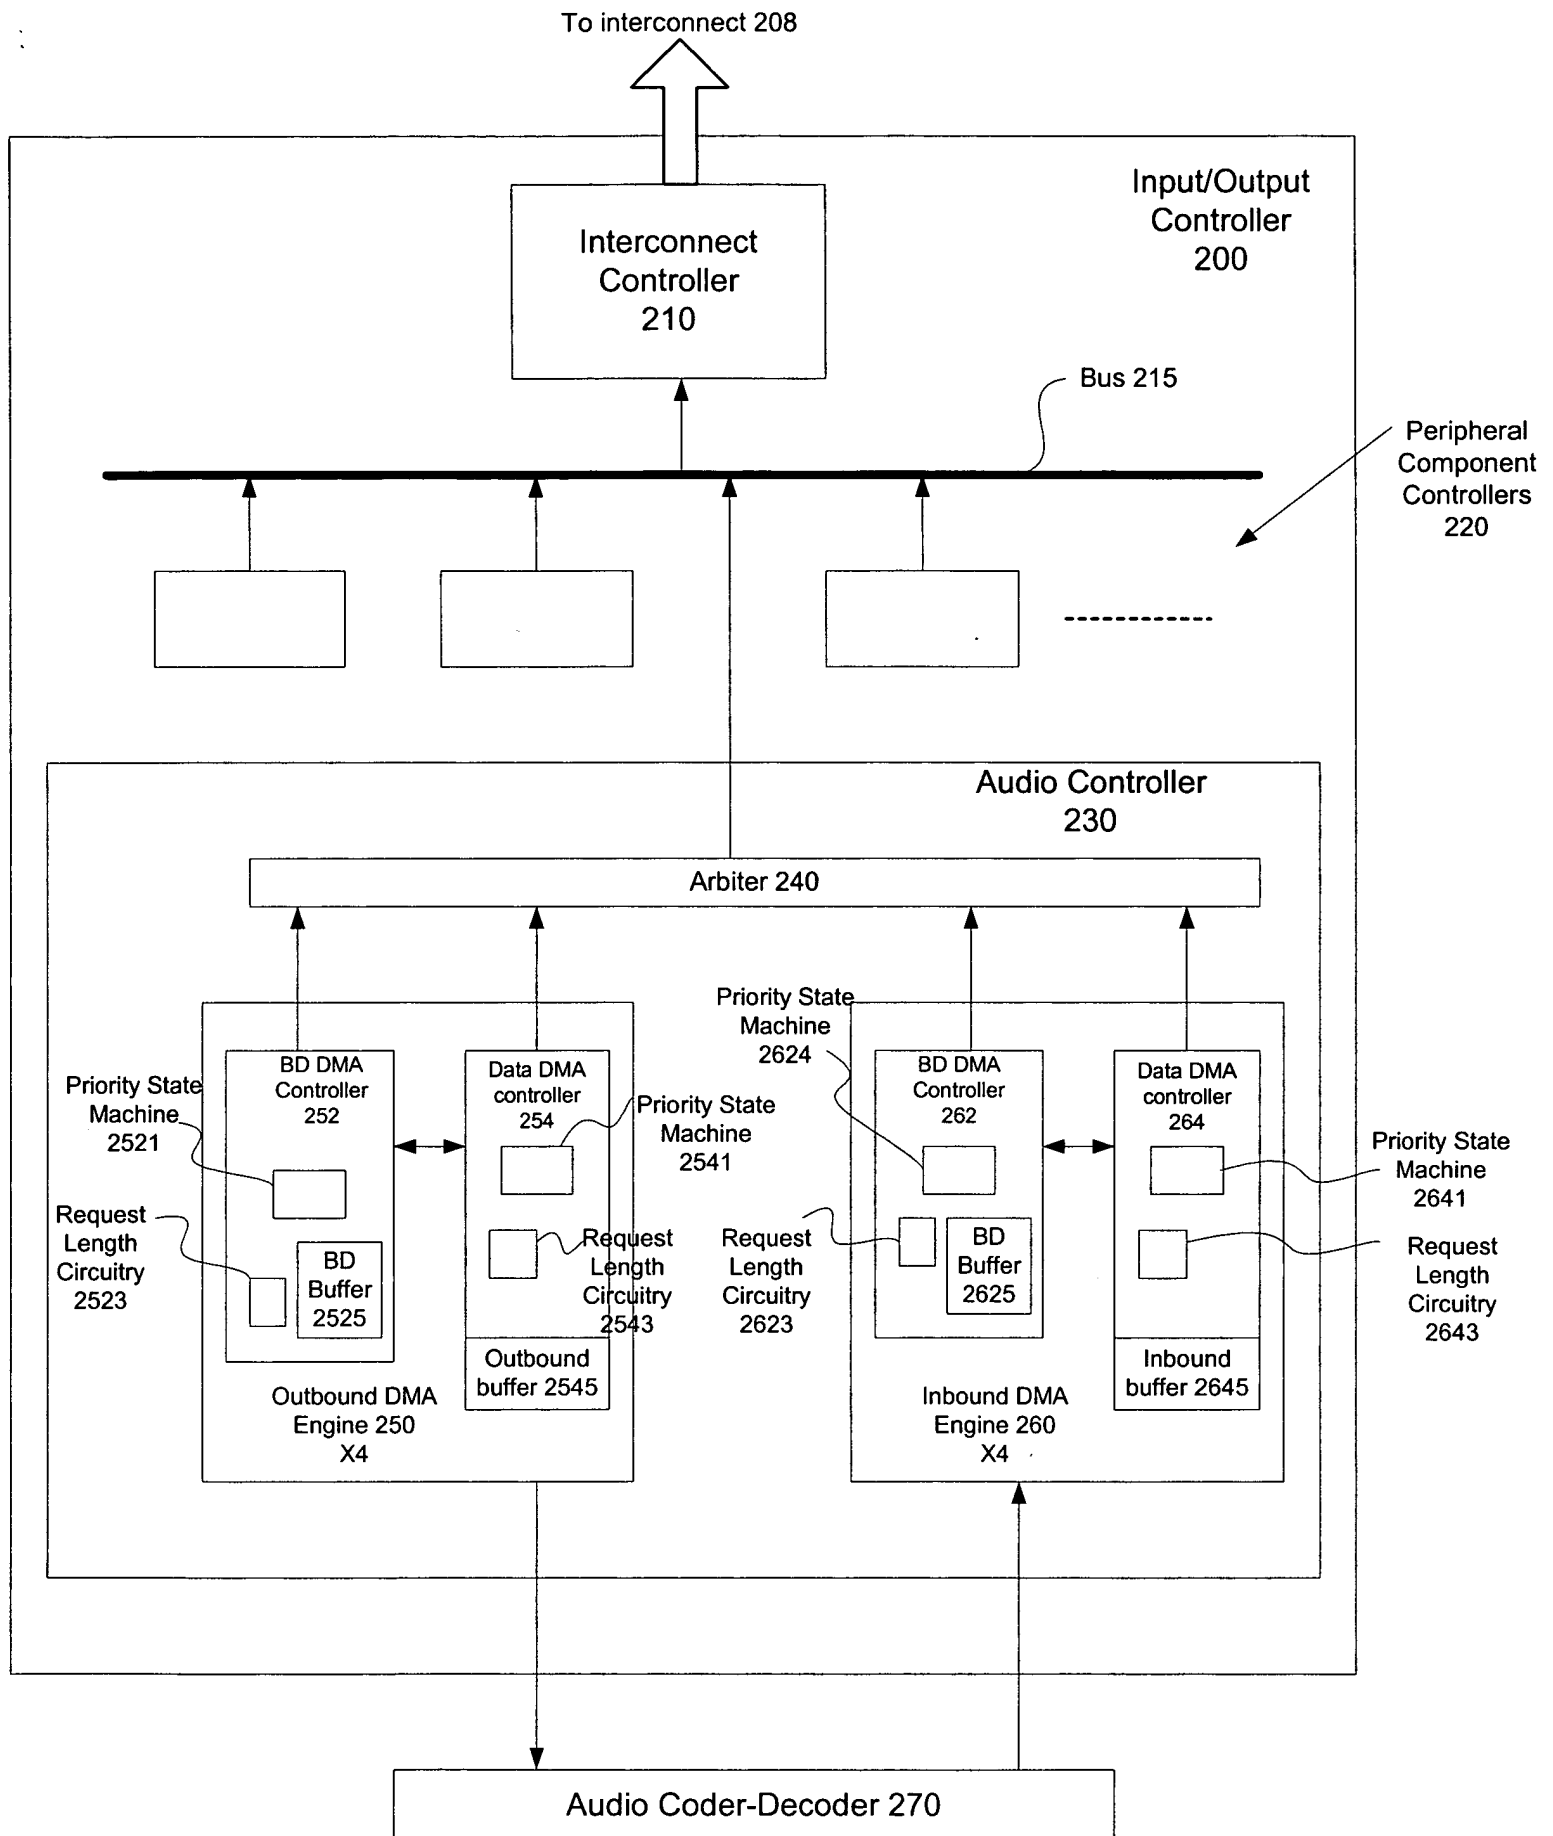 To interconnect 208
Input/Output
Controller
200
Interconnect
Controller
210
Bus 215
Peripheral
Component
Controllers
220
Audio Controller
230
Arbiter 240
Priority State
Machine
2521
Request
Length
Circuitry
2523
BD DMA
Controller
252
BD
Buffer
2525
Data DMA
controller
254
Priority State
Machine
2541
Request
Length
Circuitry
2543
Outbound
buffer 2545
Outbound DMA
Engine 250
X4
Priority State
Machine
2624
Request
Length
Circuitry
2623
BD DMA
Controller
262
BD
Buffer
2625
Data DMA
controller
264
Priority State
Machine
2641
Request
Length
Circuitry
2643
Inbound
buffer 2645
Inbound DMA
Engine 260
X4
Audio Coder-Decoder 270